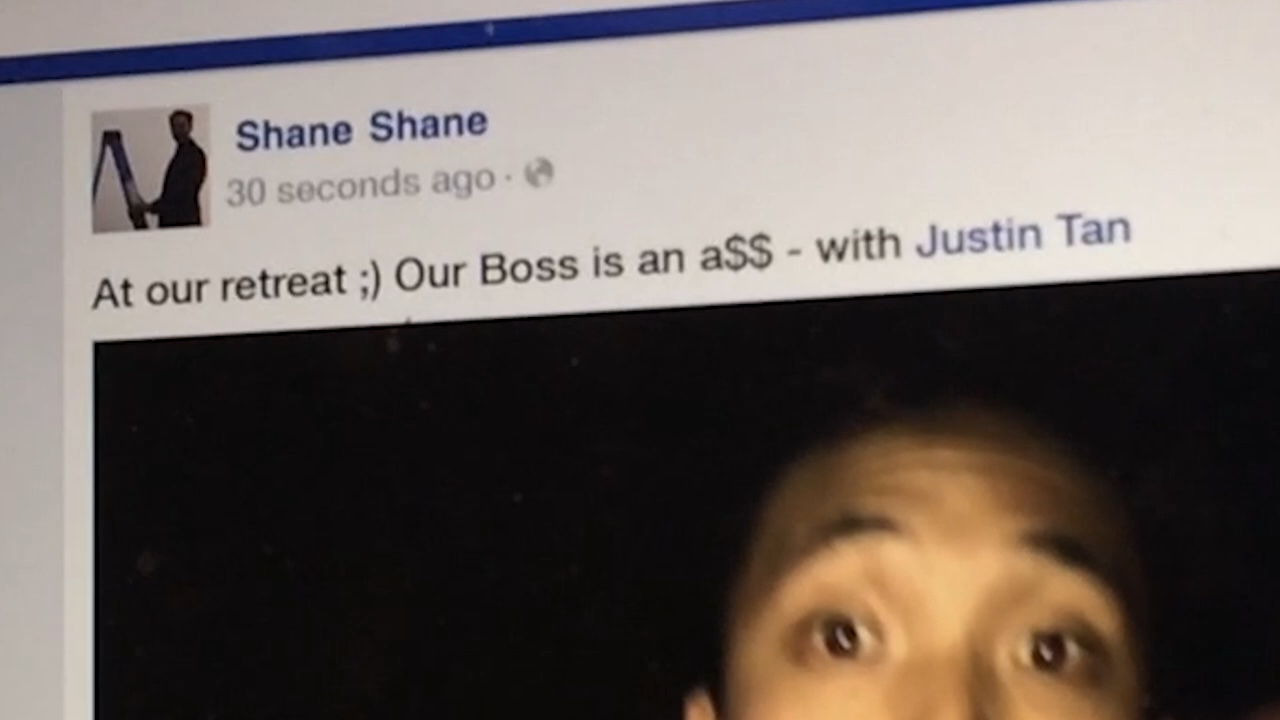 Shane Shane
30 seconds ago ·
At our retreat ;) Our Boss is an a$$ - with Justin Tan